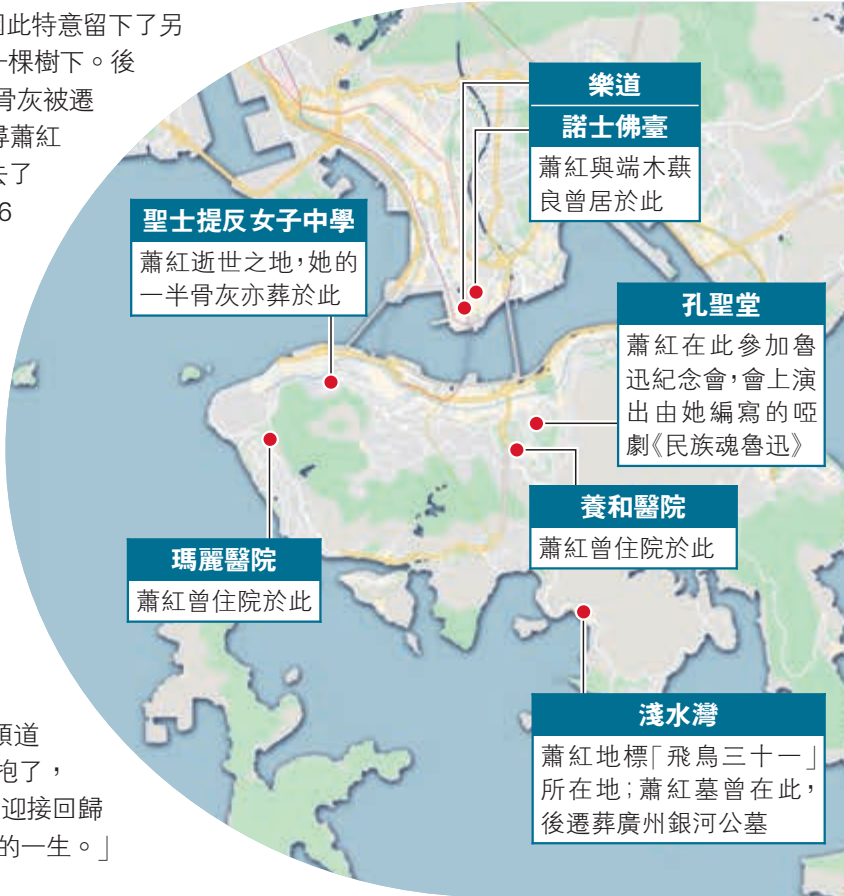 因此特意留下了另
一棵樹下。後
骨灰被遷
尋蕭紅
去了
6
樂道
諾士佛臺
蕭紅與端木蕻
良曾居於此
聖士提反女子中學
蕭紅逝世之地，她的
一半骨灰亦葬於此
孔聖堂
蕭紅在此參加魯
迅紀念會，會上演
出由她編寫的啞
劇《民族魂魯迅》
養和醫院
蕭紅曾住院於此
瑪麗醫院
蕭紅曾住院於此
淺水灣
蕭紅地標「飛鳥三十一」
所在地；蕭紅墓曾在此，
後遷葬廣州銀河公墓
頭道
抱了，
迎接回歸
的一生。」